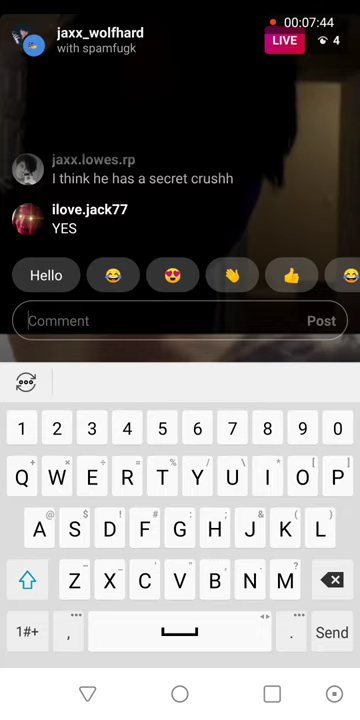 00:07:44
jaxx_wolfhard
with spamfugk
LIVE
4
jaxx.lowes.rp
I think he has a secret crushh
ilove.jack77
YES
Hello
Comment
Post
1 2 3 4 5 6 7 8 9 0
Q W E R T Y U I O P
A S D F G H J K L
Z X C V B N M
1#+ , . Send